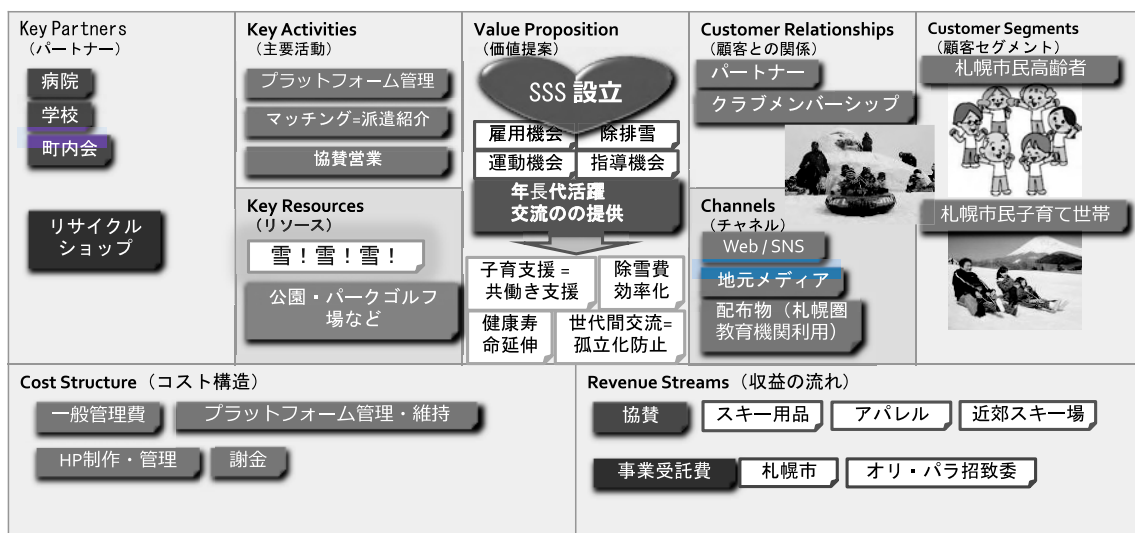 Key Partners
（パートナー）
病院
学校
町内会
リサイクル
ショップ
Key Activities
（主要活動）
プラットフォーム管理
マッチング=派遣紹介
協賛営業
Key Resources
（リソース）
雪！雪！雪！
公園・パークゴルフ
場など
Value Proposition
（価値提案）
SSS 設立
雇用機会
除排雪
運動機会
指導機会
年長代活躍
交流のの提供
子育支援 =
共働き支援
除雪費
効率化
健康寿
命延伸
世代間交流=
孤立化防止
Customer Relationships
（顧客との関係）
パートナー
クラブメンバーシップ
Channels
（チャネル）
Web / SNS
地元メディア
配布物（札幌圏
教育機関利用）
Customer Segments
（顧客セグメント）
札幌市民高齢者
札幌市民子育て世帯
Cost Structure（コスト構造）
一般管理費
プラットフォーム管理・維持
HP制作・管理
謝金
Revenue Streams（収益の流れ）
協賛
スキー用品
アパレル
近郊スキー場
事業受託費
札幌市
オリ・パラ招致委